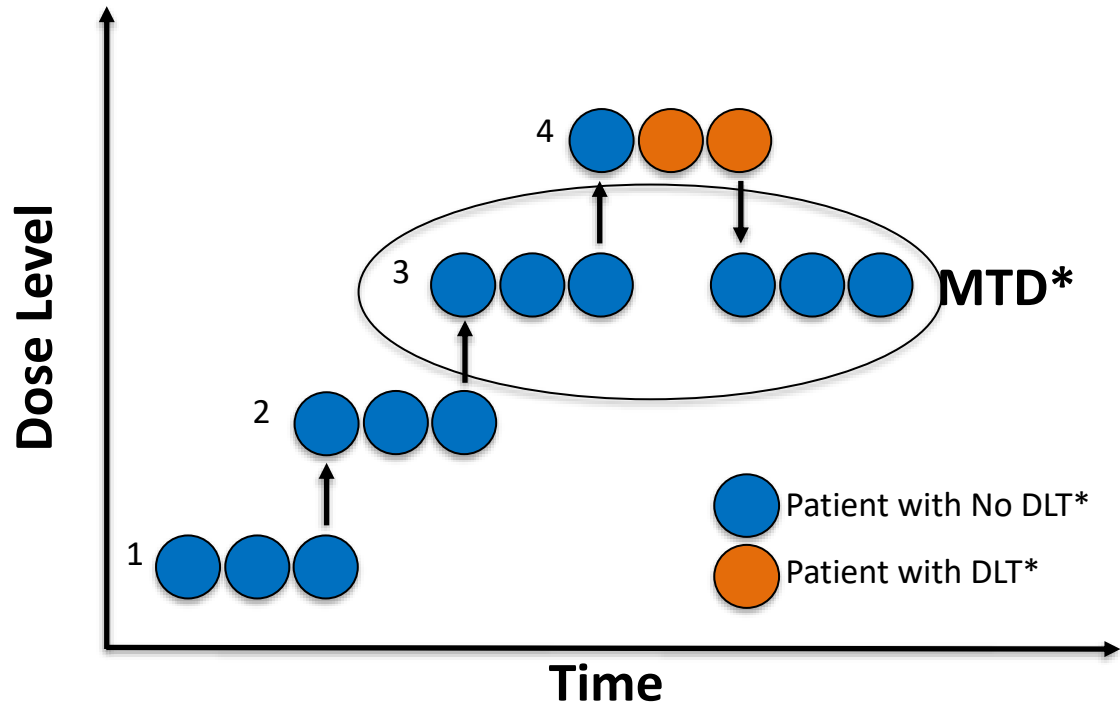 Dose Level
4
3
MTD*
2
1
Patient with No DLT*
Patient with DLT*
Time